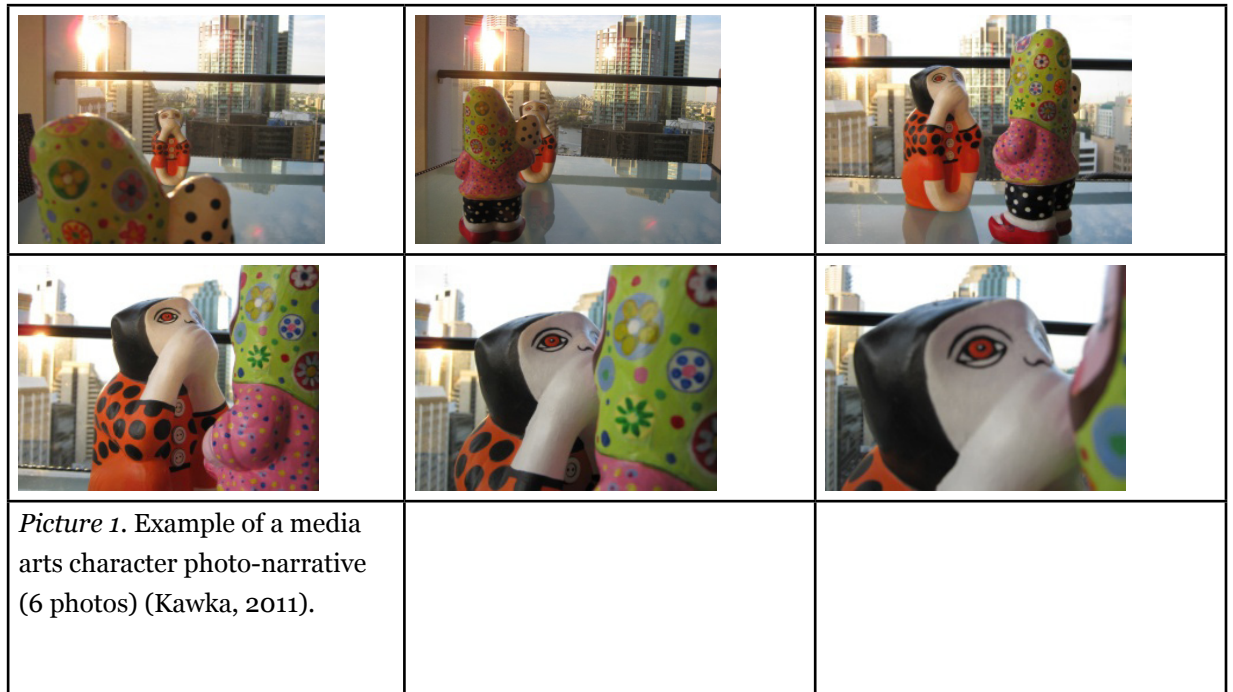 Picture 1. Example of a media
arts character photo-narrative
(6 photos) (Kawka, 2011).